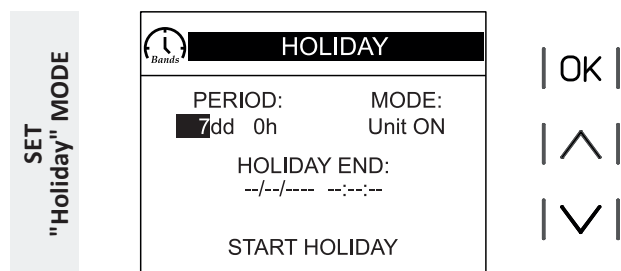 SET
"Holiday" MODE
Bands
HOLIDAY
PERIOD: MODE:
7dd 0h Unit ON
HOLIDAY END:
--/--/---- --:--:--
START HOLIDAY
OK